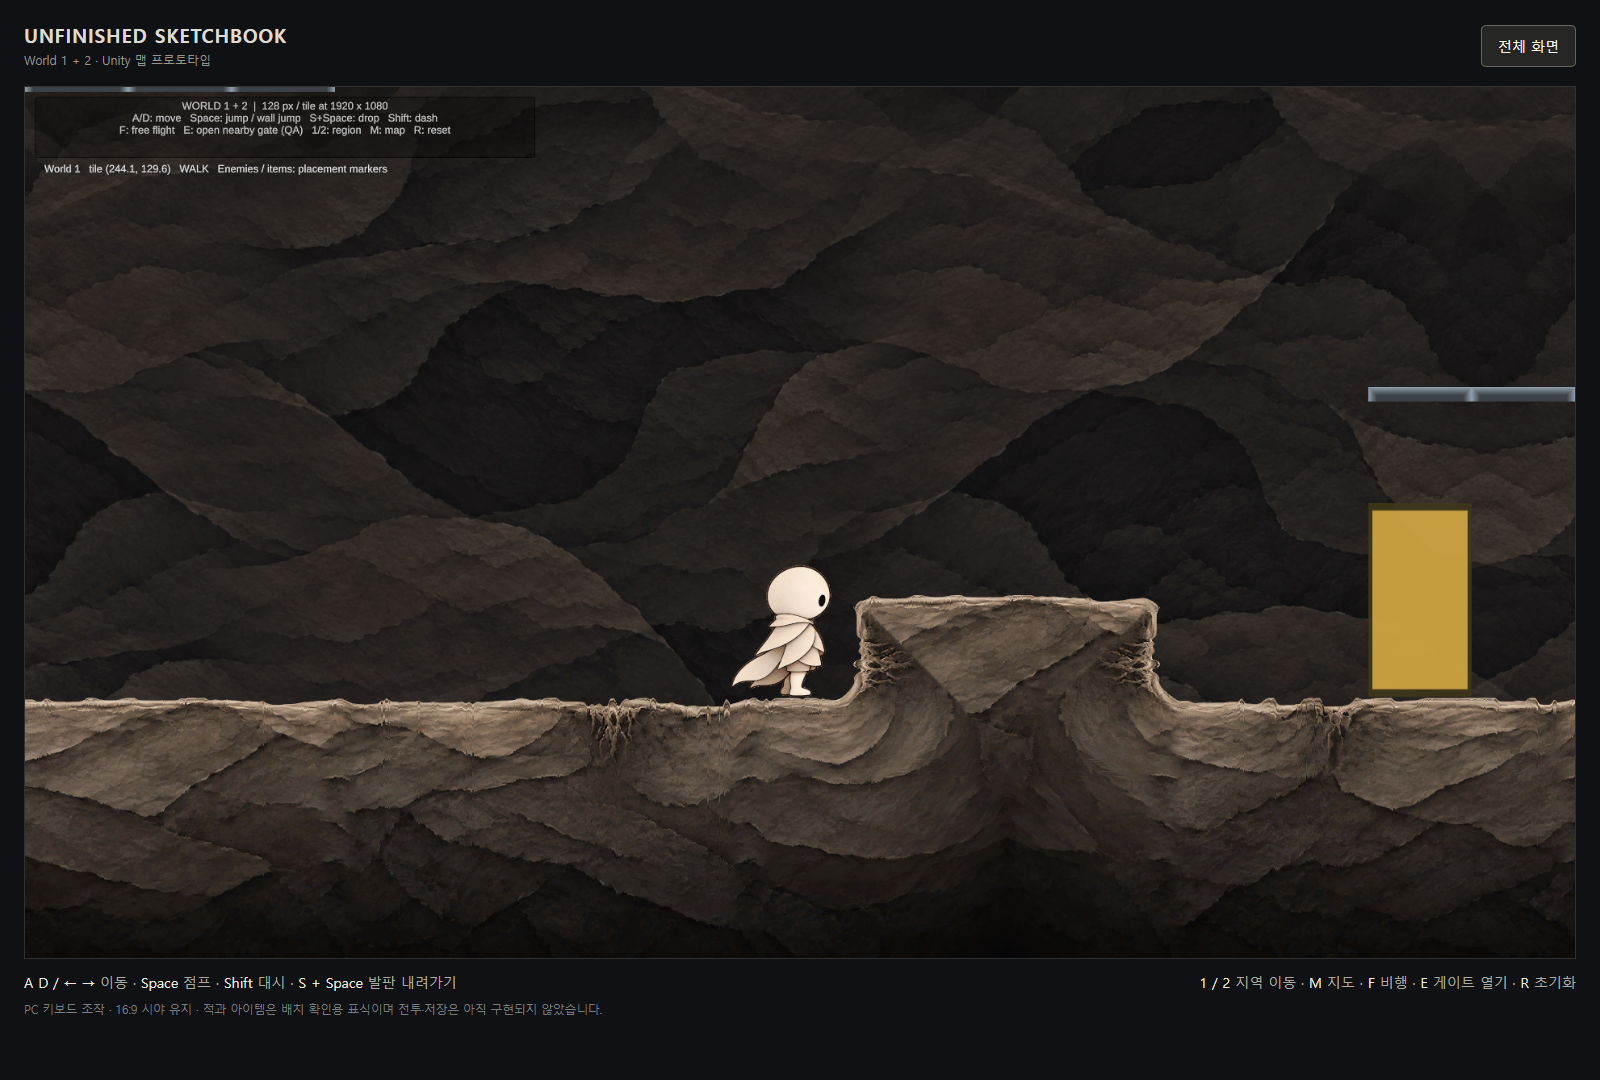 UNFINISHED SKETCHBOOK
World 1 + 2 · Unity 맵 프로토타입
전체 화면
WORLD 1 + 2 | 128 px / tile at 1920 x 1080
A/D: move Space: jump / wall jump S+Space: drop Shift: dash
F: free flight E: open nearby gate (QA) 1/2: region M: map R: reset
World 1 tile (244.1, 129.6) WALK Enemies / items: placement markers
A D / ← → 이동 · Space 점프 · Shift 대시 · S + Space 발판 내려가기
1 / 2 지역 이동 · M 지도 · F 비행 · E 게이트 열기 · R 초기화
PC 키보드 조작 · 16:9 시야 유지 · 적과 아이템은 배치 확인용 표식이며 전투·저장은 아직 구현되지 않았습니다.